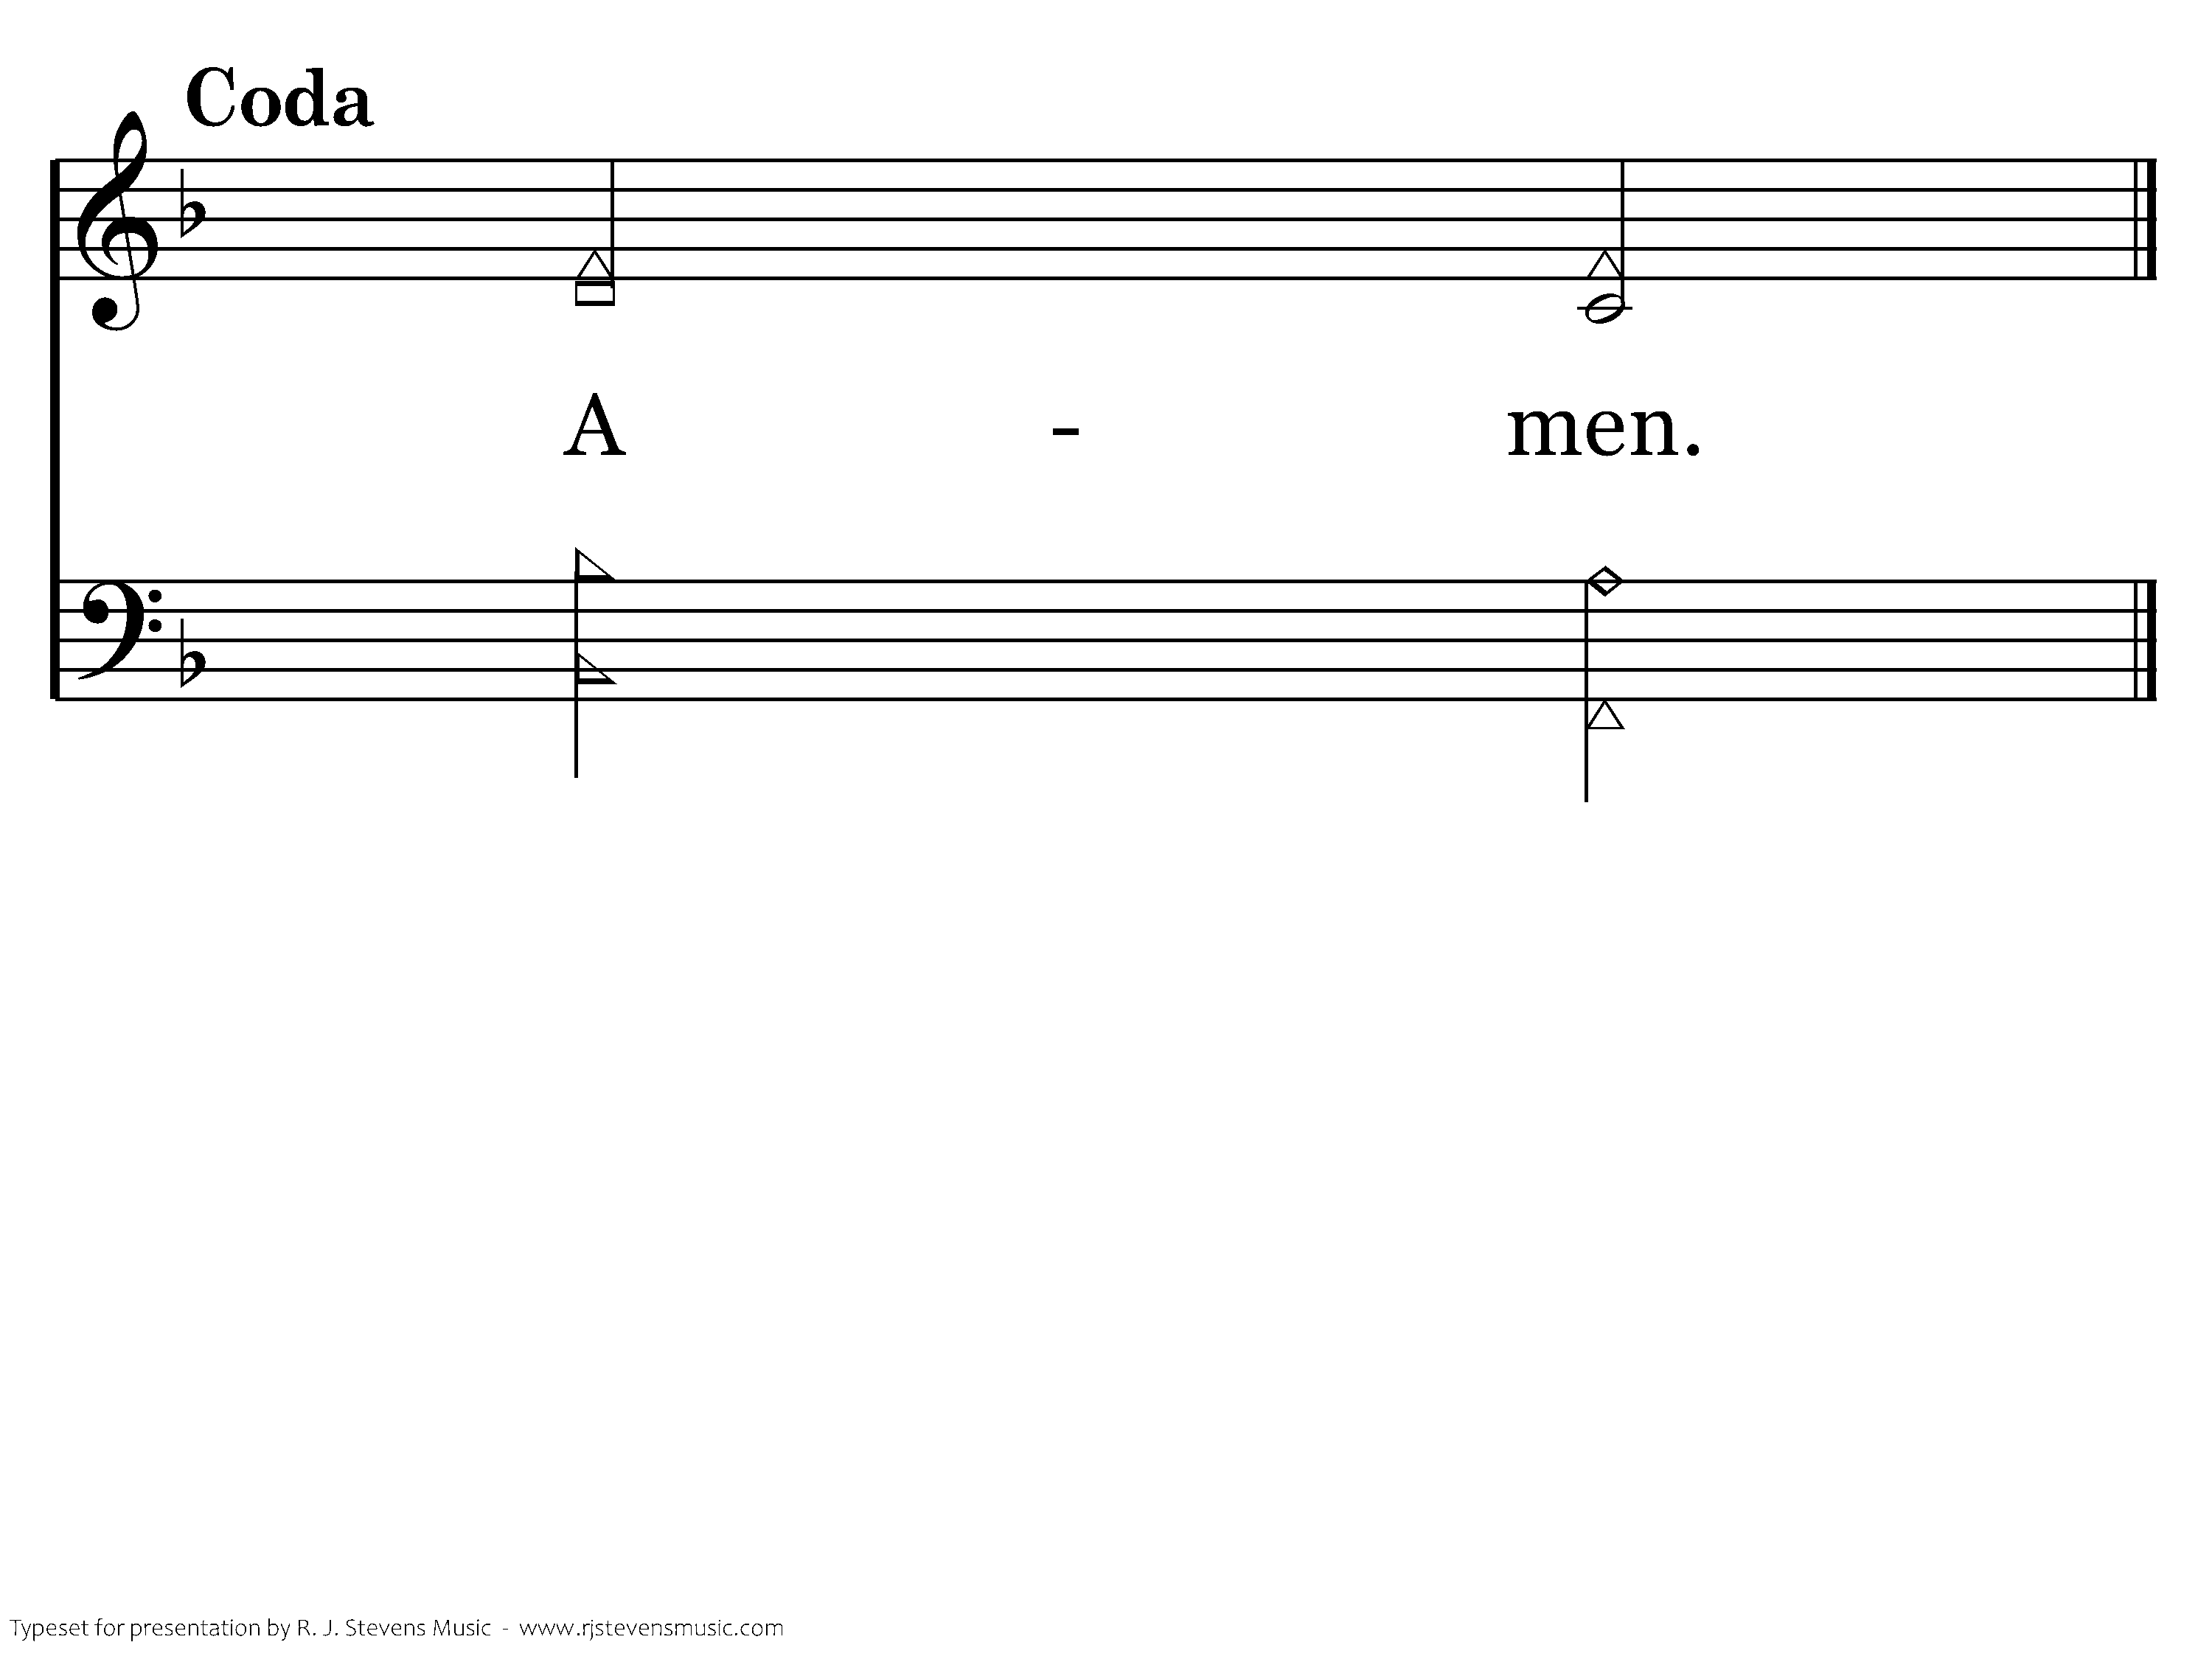 Coda
A - men.
Typeset for presentation by R. J. Stevens Music - www.rjstevensmusic.com